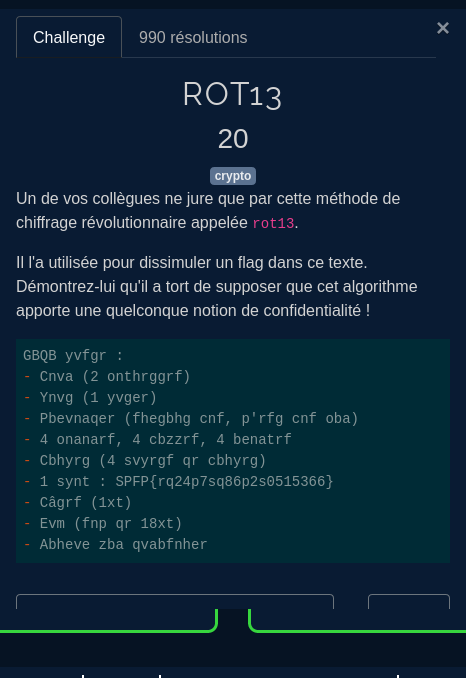 Challenge 990 résolutions ×
ROT13
20
crypto
Un de vos collègues ne jure que par cette méthode de
chiffrage révolutionnaire appelée rot13.
Il l'a utilisée pour dissimuler un flag dans ce texte.
Démontrez-lui qu'il a tort de supposer que cet algorithme
apporte une quelconque notion de confidentialité !
GBQB yvfgr :
- Cnva (2 onthrggrf)
- Ynvg (1 yvger)
- Pbevnaqer (fhegbhg cnf, p'rfg cnf oba)
- 4 onanarf, 4 cbzzrf, 4 benatrf
- Cbhyrg (4 svyrgf qr cbhyrg)
- 1 synt : SPFP{rq24p7sq86p2s0515366}
- Câgrf (1xt)
- Evm (fnp qr 18xt)
- Abheve zba qvabfnher